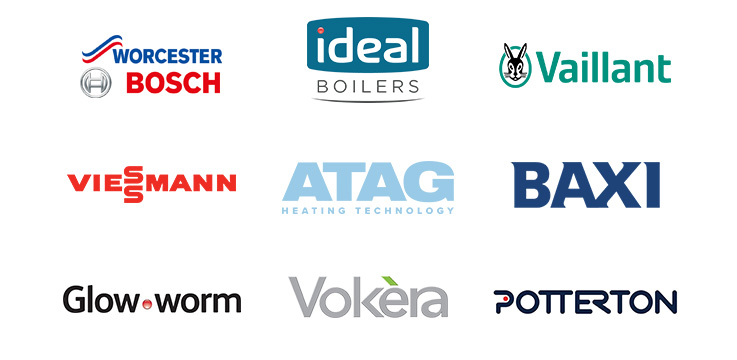 WORCESTER
BOSCH
ideal
BOILERS
Vaillant
VIESSMANN
ATAG
HEATING TECHNOLOGY
BAXI
Glow·worm
Vokèra
POTTERTON